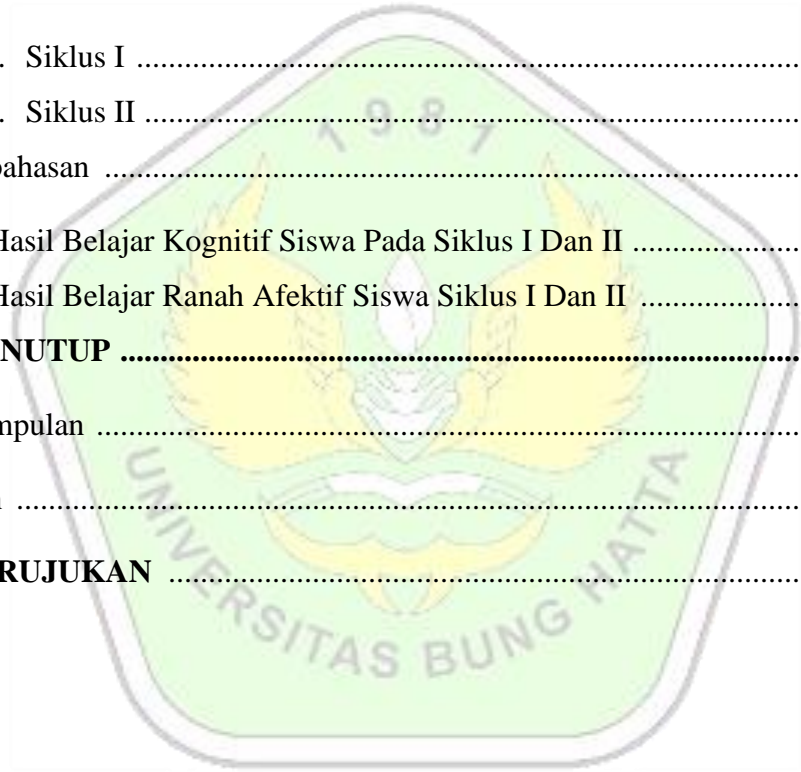 . Siklus I ........................................................................
. Siklus II ........................................................................
bahasan ........................................................................
Hasil Belajar Kognitif Siswa Pada Siklus I Dan II ...................
Hasil Belajar Ranah Afektif Siswa Siklus I Dan II ..................
NUTUP ........................................................................
mpulan ........................................................................
........................................................................
RUJUKAN ........................................................................
1981
UNIVERSITAS BUNG HATTA